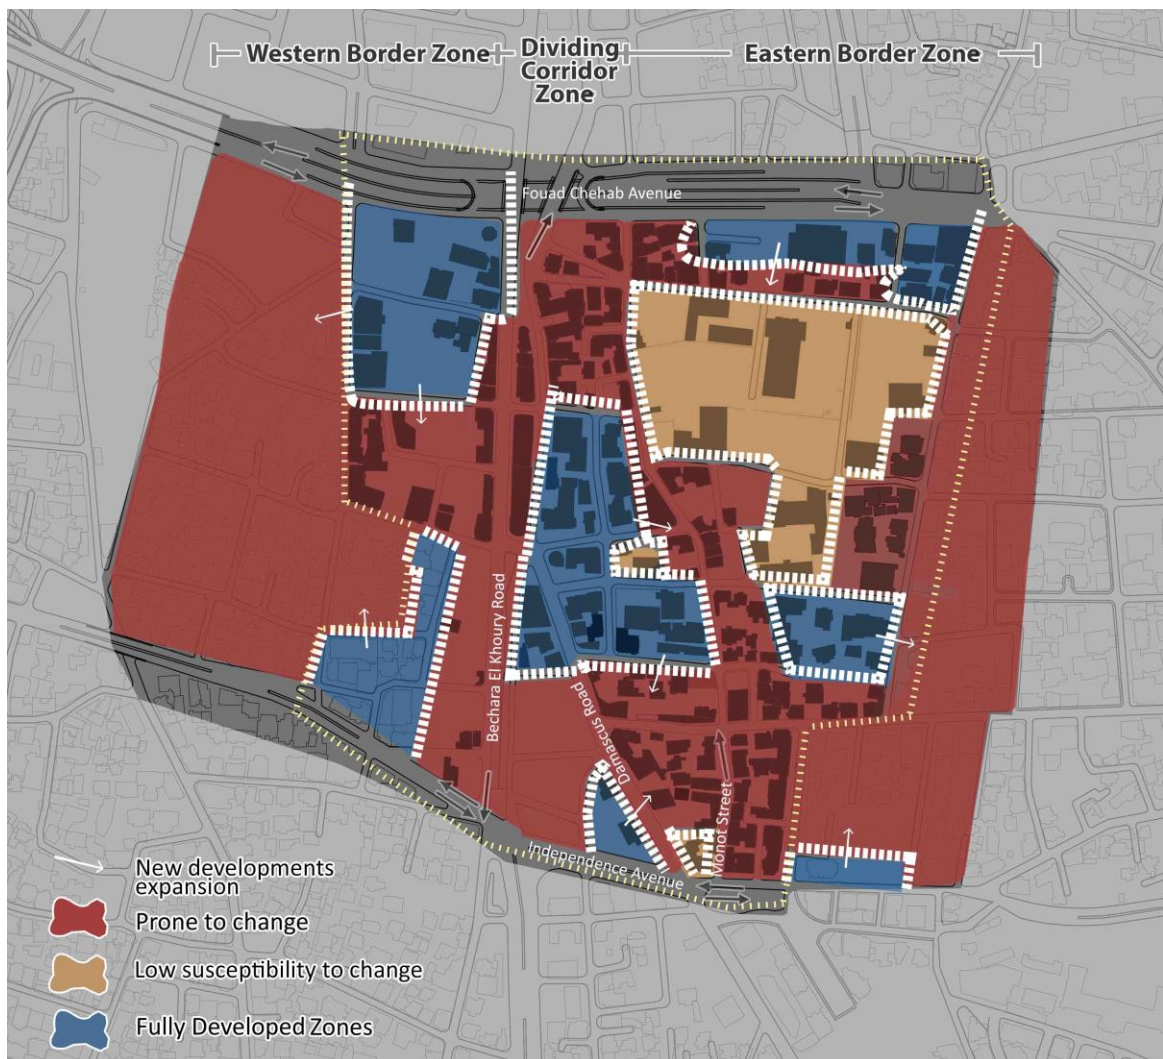 Western Border Zone
Dividing
Corridor
Zone
Eastern Border Zone
Fouad Chehab Avenue
Bechara El Khoury Road
Damascus Road
Monot Street
Independence Avenue
New developments
expansion
Prone to change
Low susceptibility to change
Fully Developed Zones